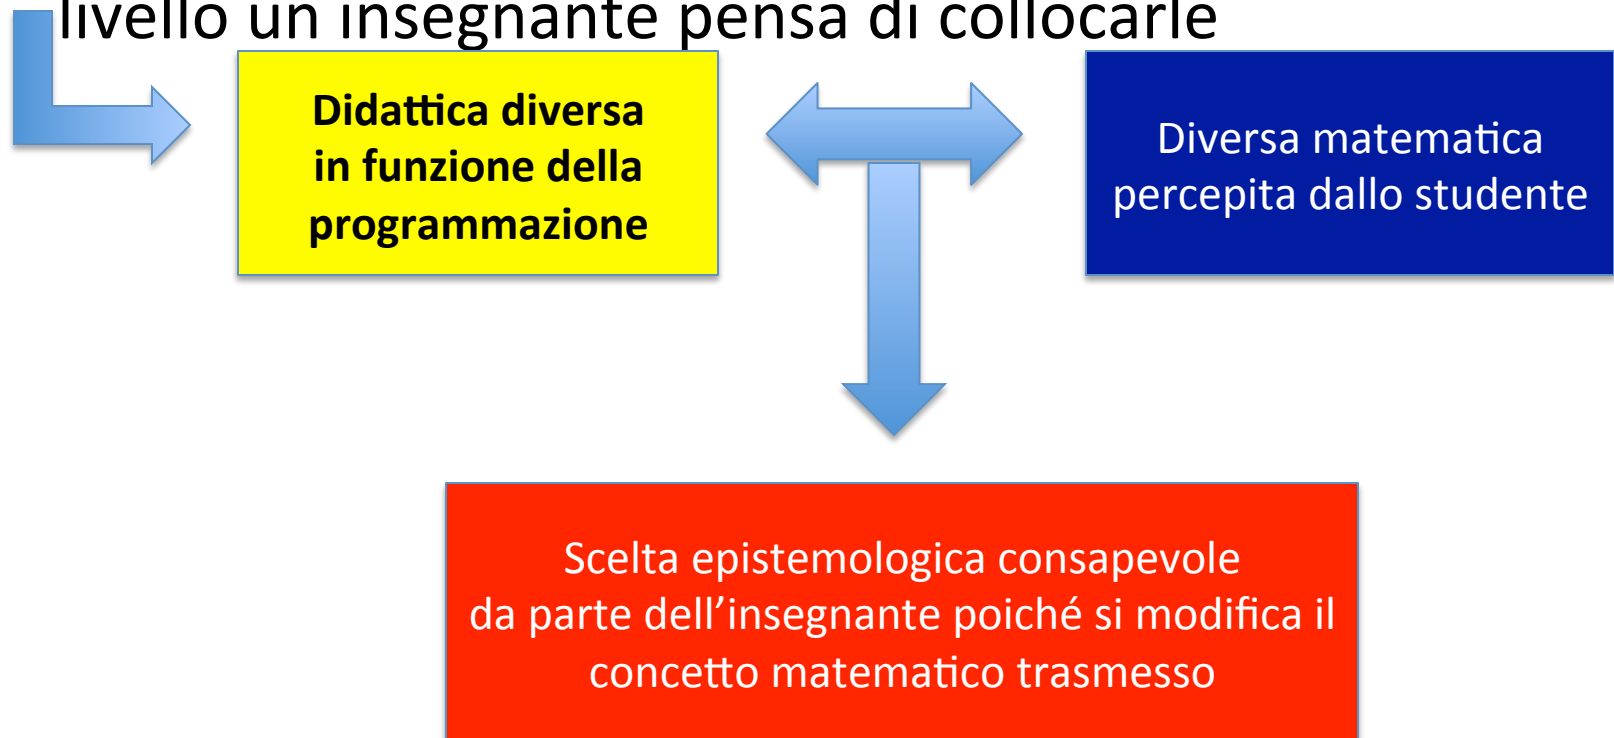 livello un insegnante pensa di collocarle
Didattica diversa
in funzione della
programmazione
Diversa matematica
percepita dallo studente
Scelta epistemologica consapevole
da parte dell’insegnante poiché si modifica il
concetto matematico trasmesso